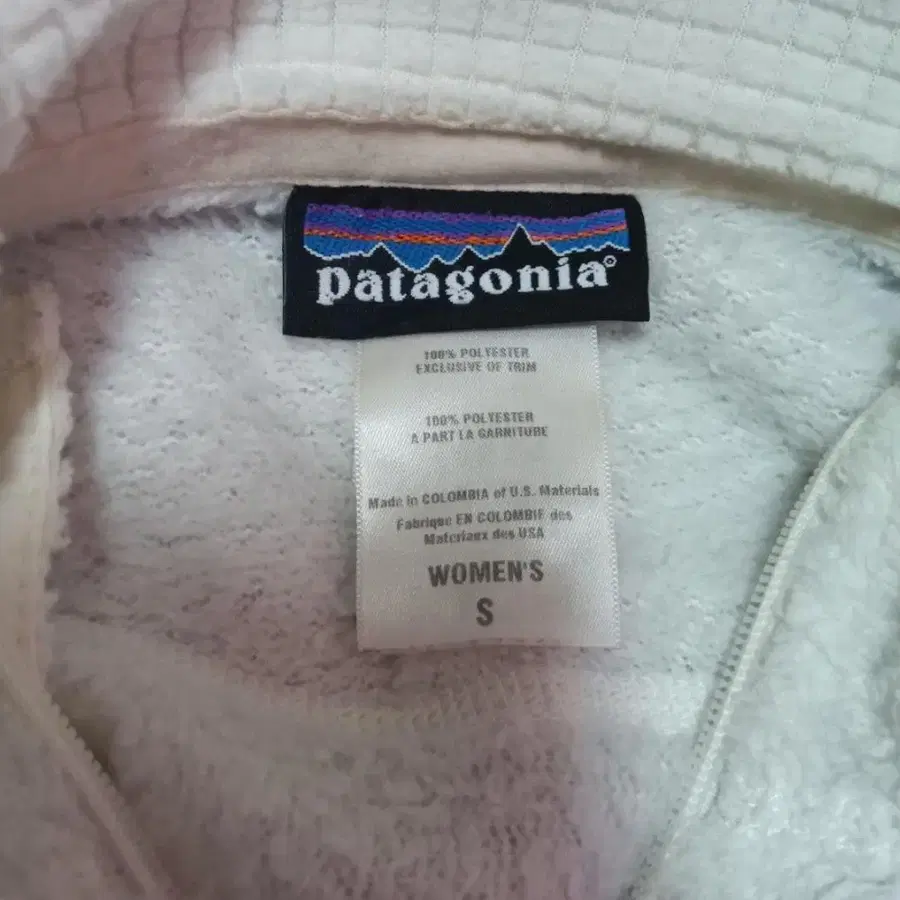 patagonia®
100% POLYESTER
EXCLUSIVE OF TRIM
100% POLYESTER
A PART LA GARNITURE
Made in COLOMBIA of U.S. Materials
Fabrique EN COLOMBIE des
Materiaux des USA
WOMEN'S
S